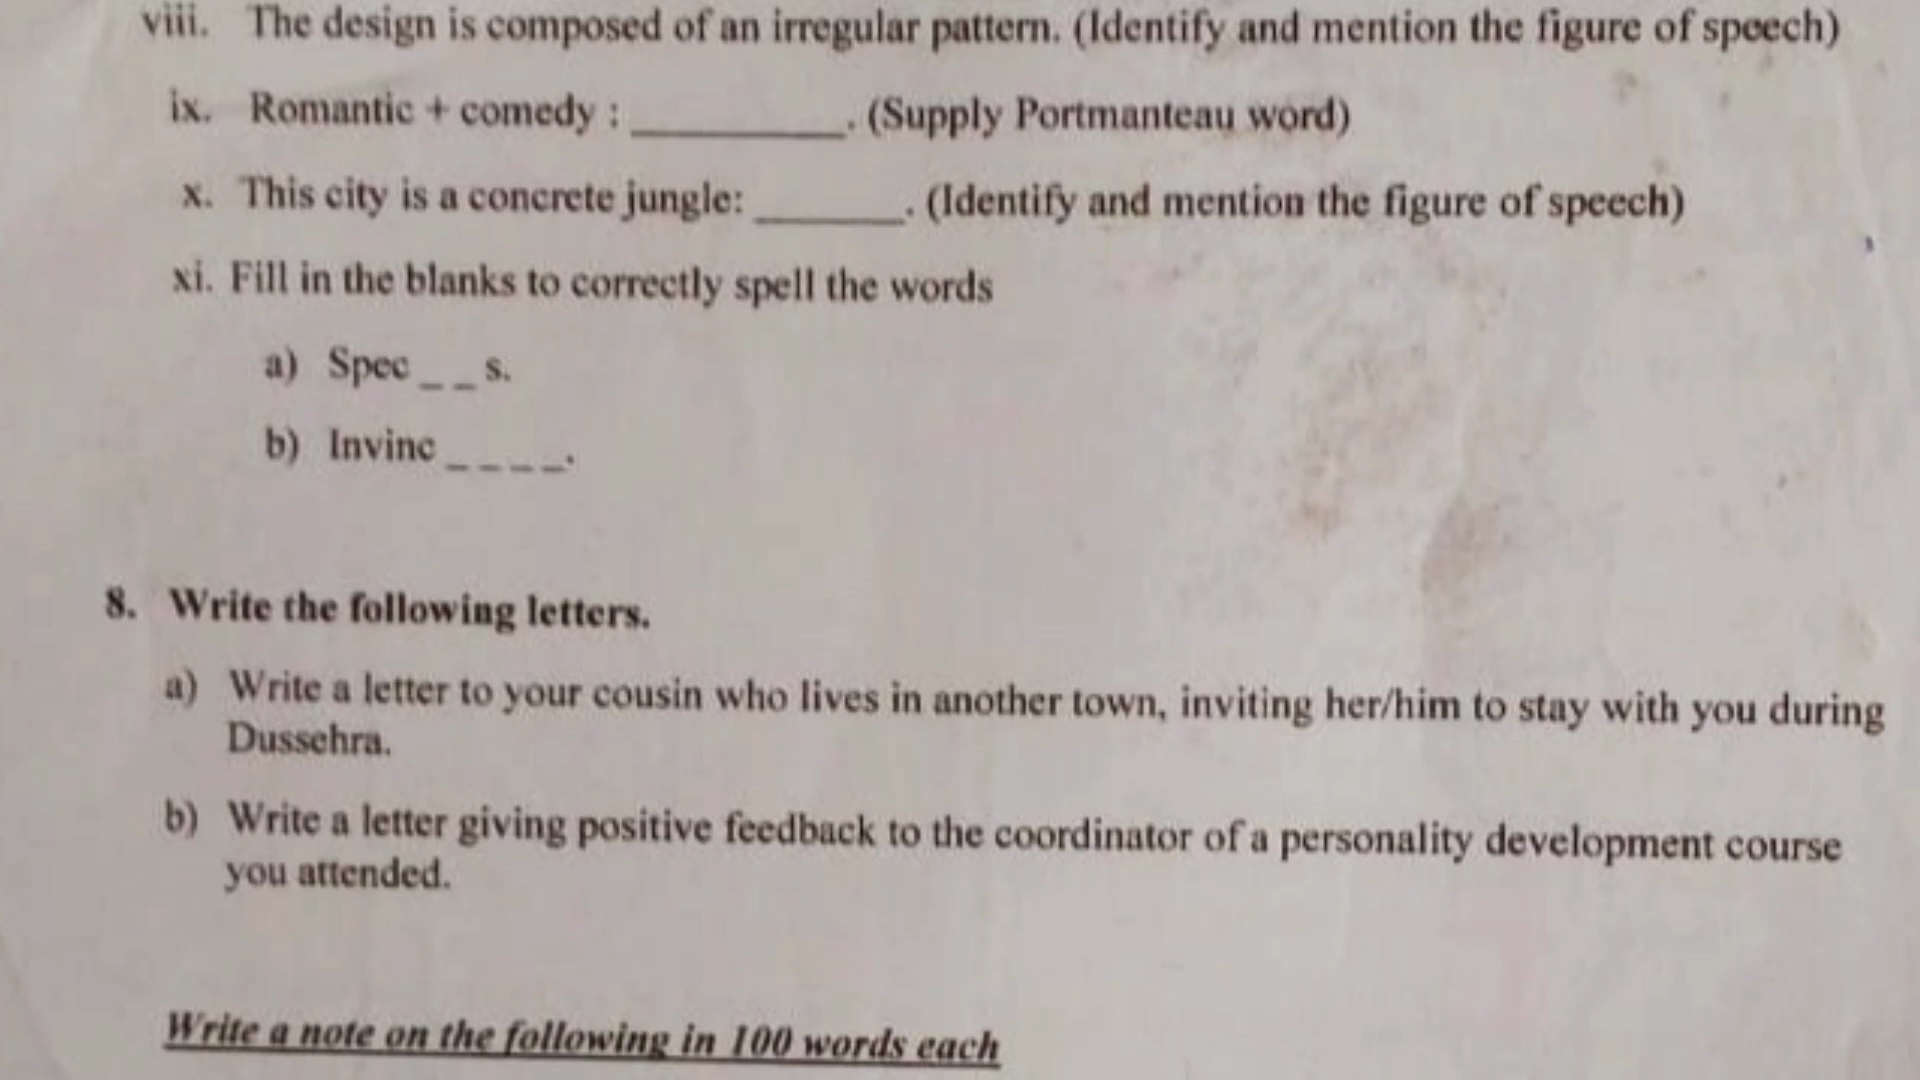 viii. The design is composed of an irregular pattern. (Identify and mention the figure of speech)
ix. Romantic + comedy : __________. (Supply Portmanteau word)
x. This city is a concrete jungle: _______. (Identify and mention the figure of speech)
xi. Fill in the blanks to correctly spell the words
a) Spec _ _ s.
b) Invinc _ _ _ _.
8. Write the following letters.
a) Write a letter to your cousin who lives in another town, inviting her/him to stay with you during
Dussehra.
b) Write a letter giving positive feedback to the coordinator of a personality development course
you attended.
Write a note on the following in 100 words each